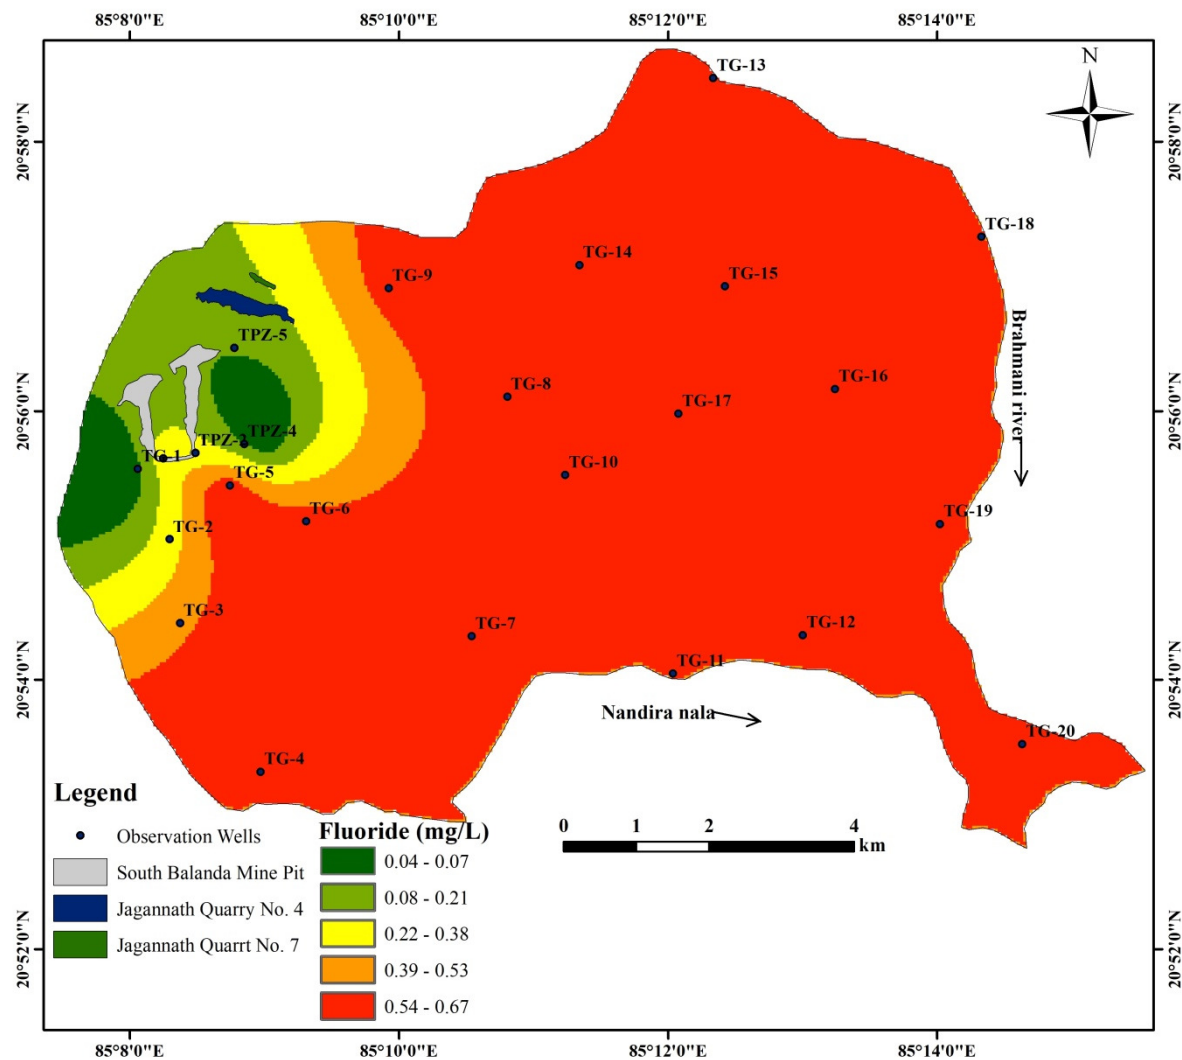 85°8'0"E 85°10'0"E 85°12'0"E 85°14'0"E
N
TG-13
20°58'0"N 20°58'0"N
TG-18
TG-14
TG-9 TG-15
Brahmani river
TPZ-5
TG-8 TG-16
20°56'0"N 20°56'0"N
TG-17
TPZ-4
TPZ-2
TG-1 TG-5 TG-10
TG-6 TG-19
TG-2
TG-3 TG-7 TG-12
20°54'0"N 20°54'0"N
TG-11
Nandira nala
TG-20
TG-4
Legend
Observation Wells
South Balanda Mine Pit
Jagannath Quarry No. 4
Jagannath Quarrt No. 7
Fluoride (mg/L)
0.04 - 0.07
0.08 - 0.21
0.22 - 0.38
0.39 - 0.53
0.54 - 0.67
0 1 2 4
km
20°52'0"N 20°52'0"N
85°8'0"E 85°10'0"E 85°12'0"E 85°14'0"E